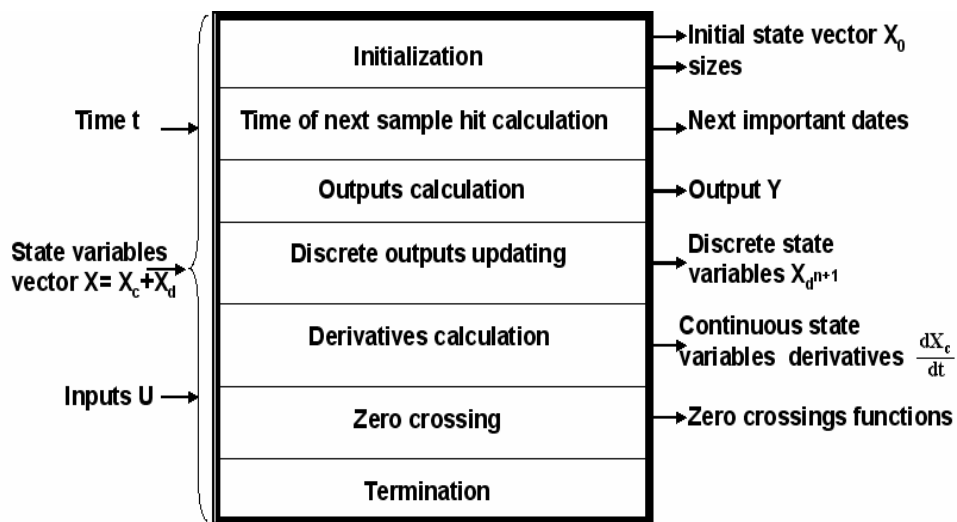 Time t
State variables
vector X= Xc+Xd
Inputs U
Initialization
Time of next sample hit calculation
Outputs calculation
Discrete outputs updating
Derivatives calculation
Zero crossing
Termination
Initial state vector X0
sizes
Next important dates
Output Y
Discrete state
variables Xd^n+1
Continuous state
variables derivatives dXc/dt
Zero crossings functions